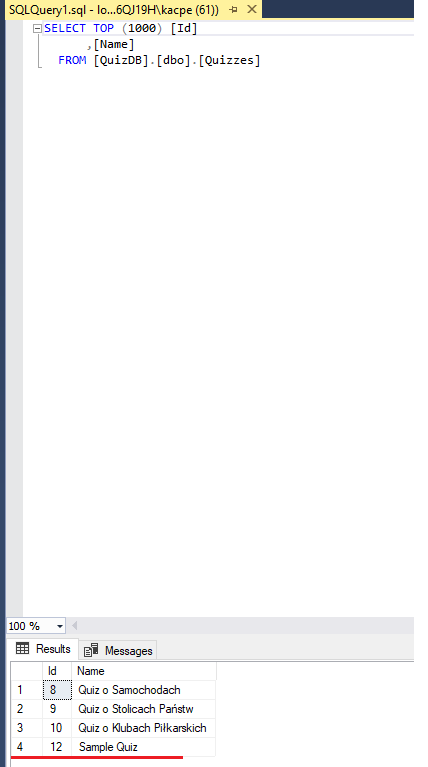 SQLQuery1.sql - lo...6QJ19H\kacpe (61))
SELECT TOP (1000) [Id]
,[Name]
FROM [QuizDB].[dbo].[Quizzes]
100 %
Results Messages
Id Name
1 8 Quiz o Samochodach
2 9 Quiz o Stolicach Państw
3 10 Quiz o Klubach Piłkarskich
4 12 Sample Quiz